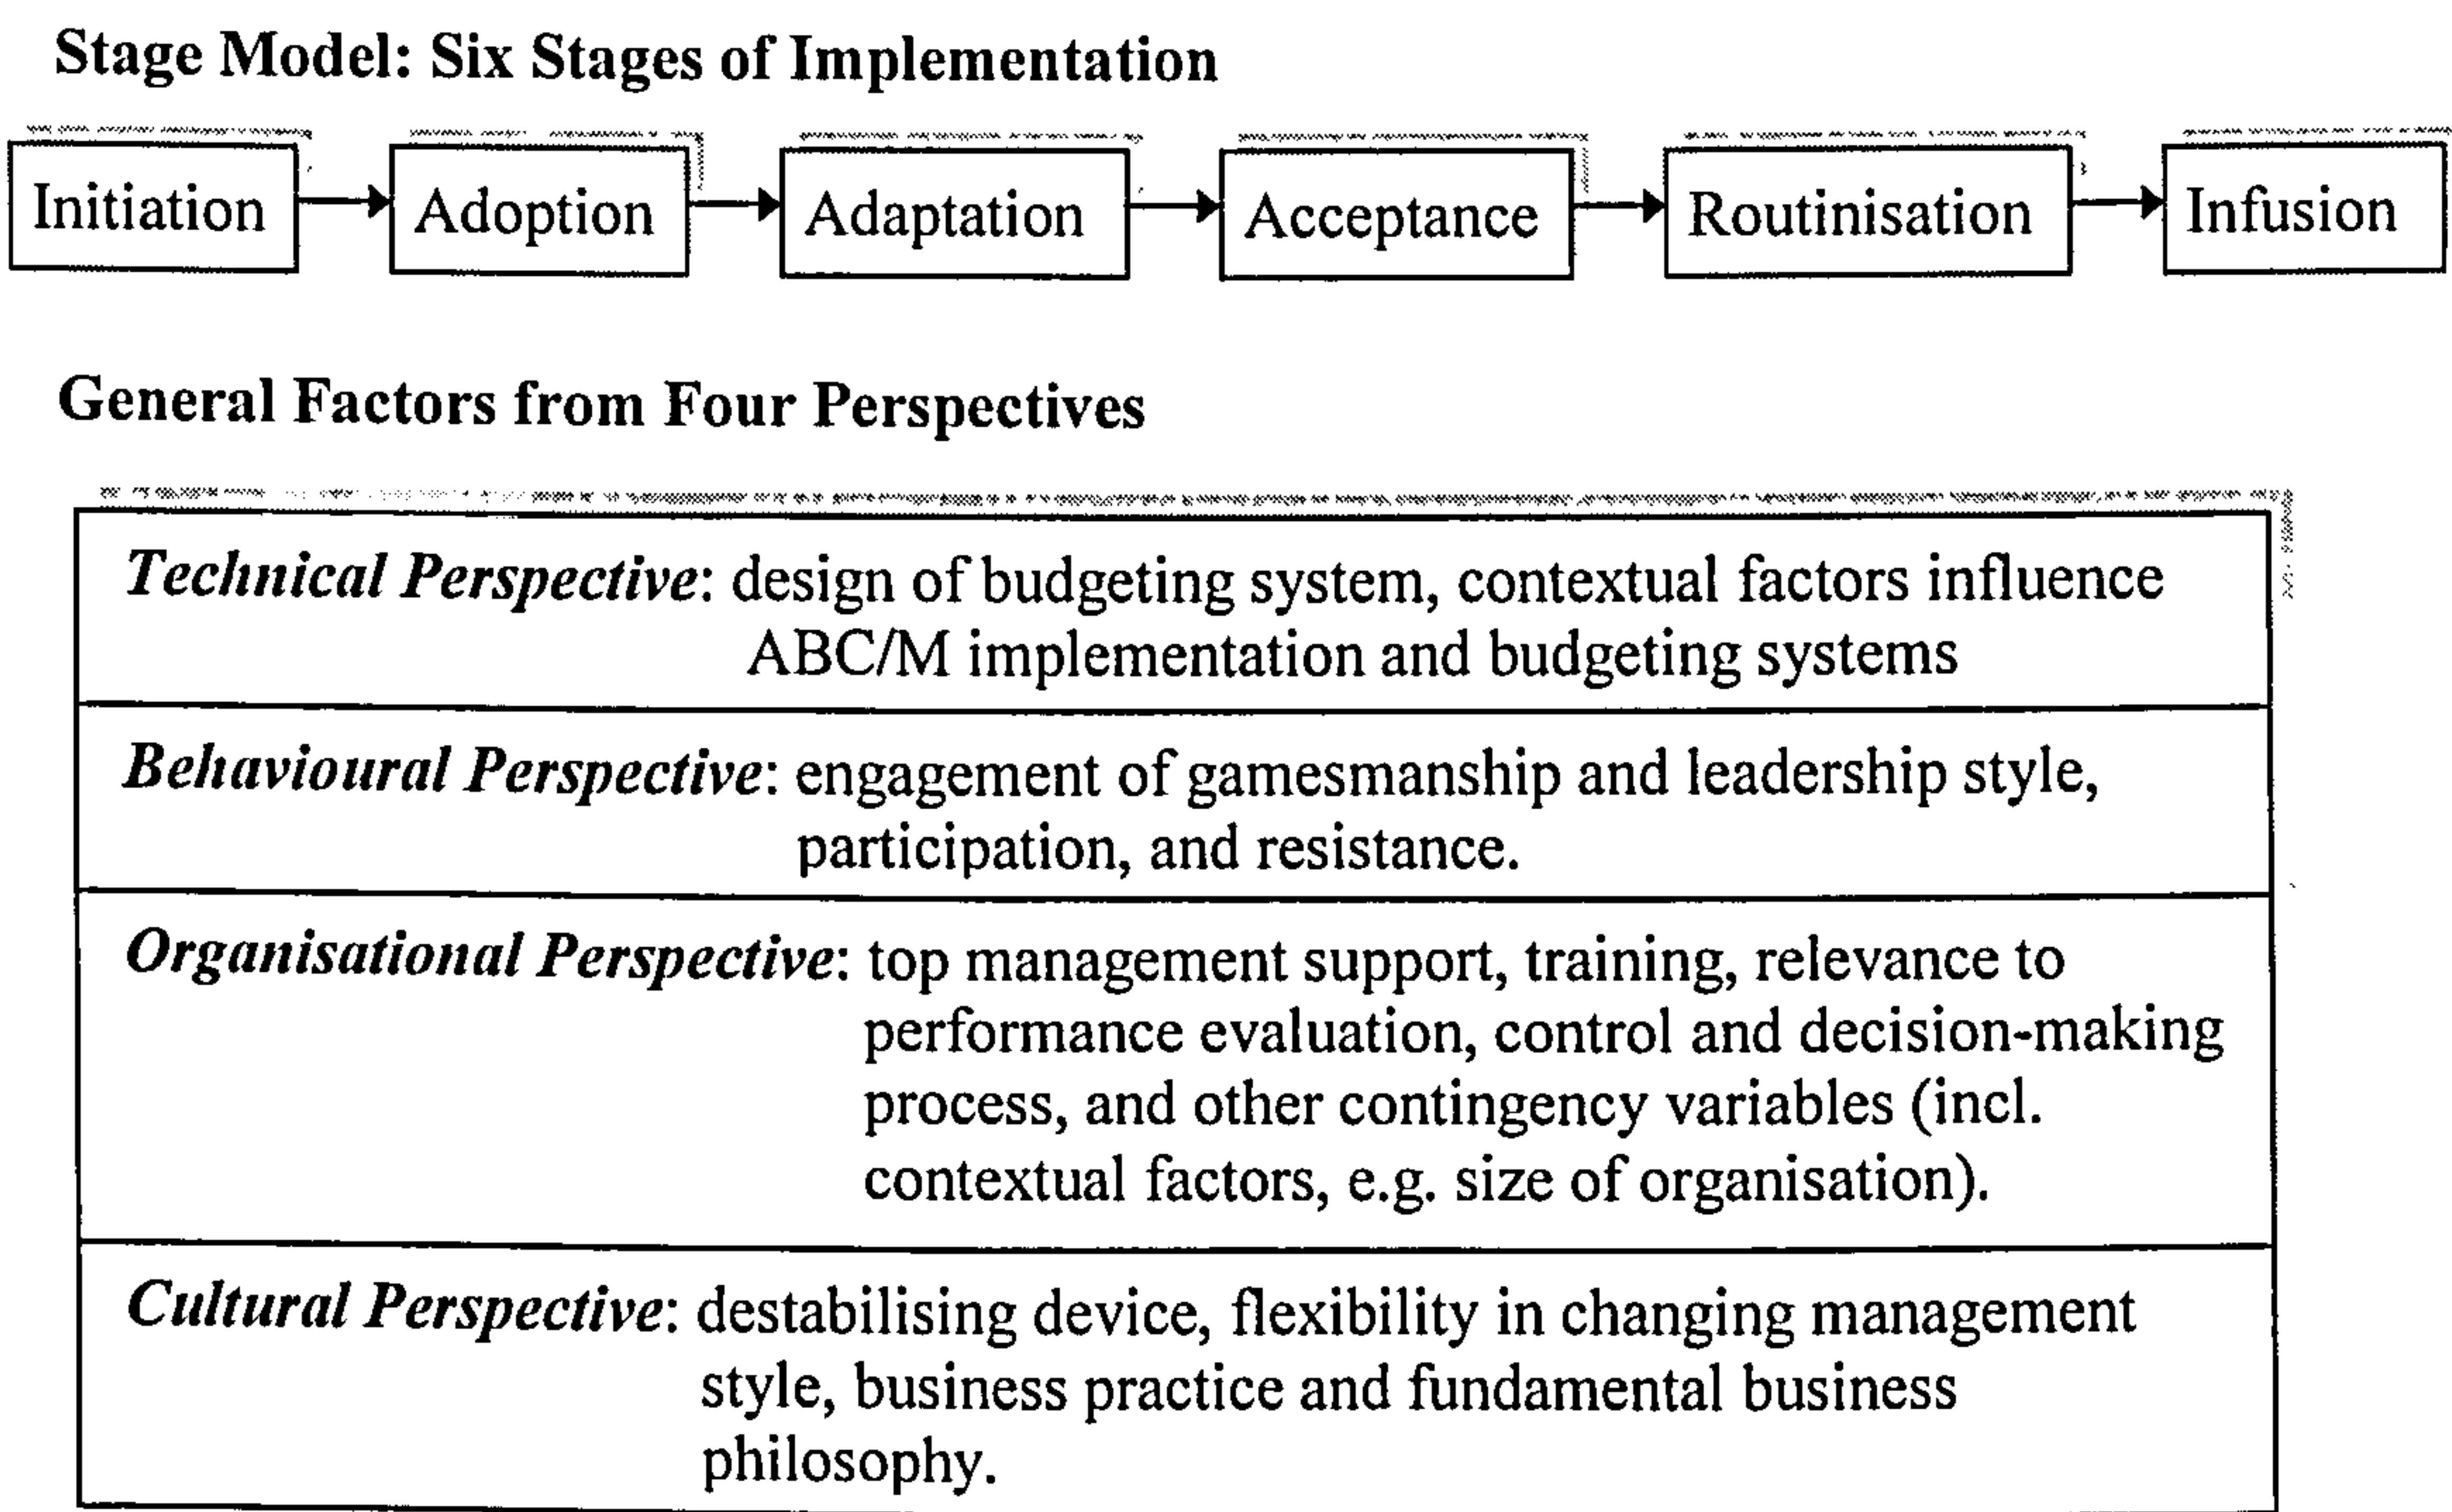 Stage Model: Six Stages of Implementation
Initiation Adoption Adaptation Acceptance Routinisation Infusion
General Factors from Four Perspectives
Technical Perspective: design of budgeting system, contextual factors influence
ABC/M implementation and budgeting systems
Behavioural Perspective: engagement of gamesmanship and leadership style,
participation, and resistance.
Organisational Perspective: top management support, training, relevance to
performance evaluation, control and decision-making
process, and other contingency variables (incl.
contextual factors, e.g. size of organisation).
Cultural Perspective: destabilising device, flexibility in changing management
style, business practice and fundamental business
philosophy.